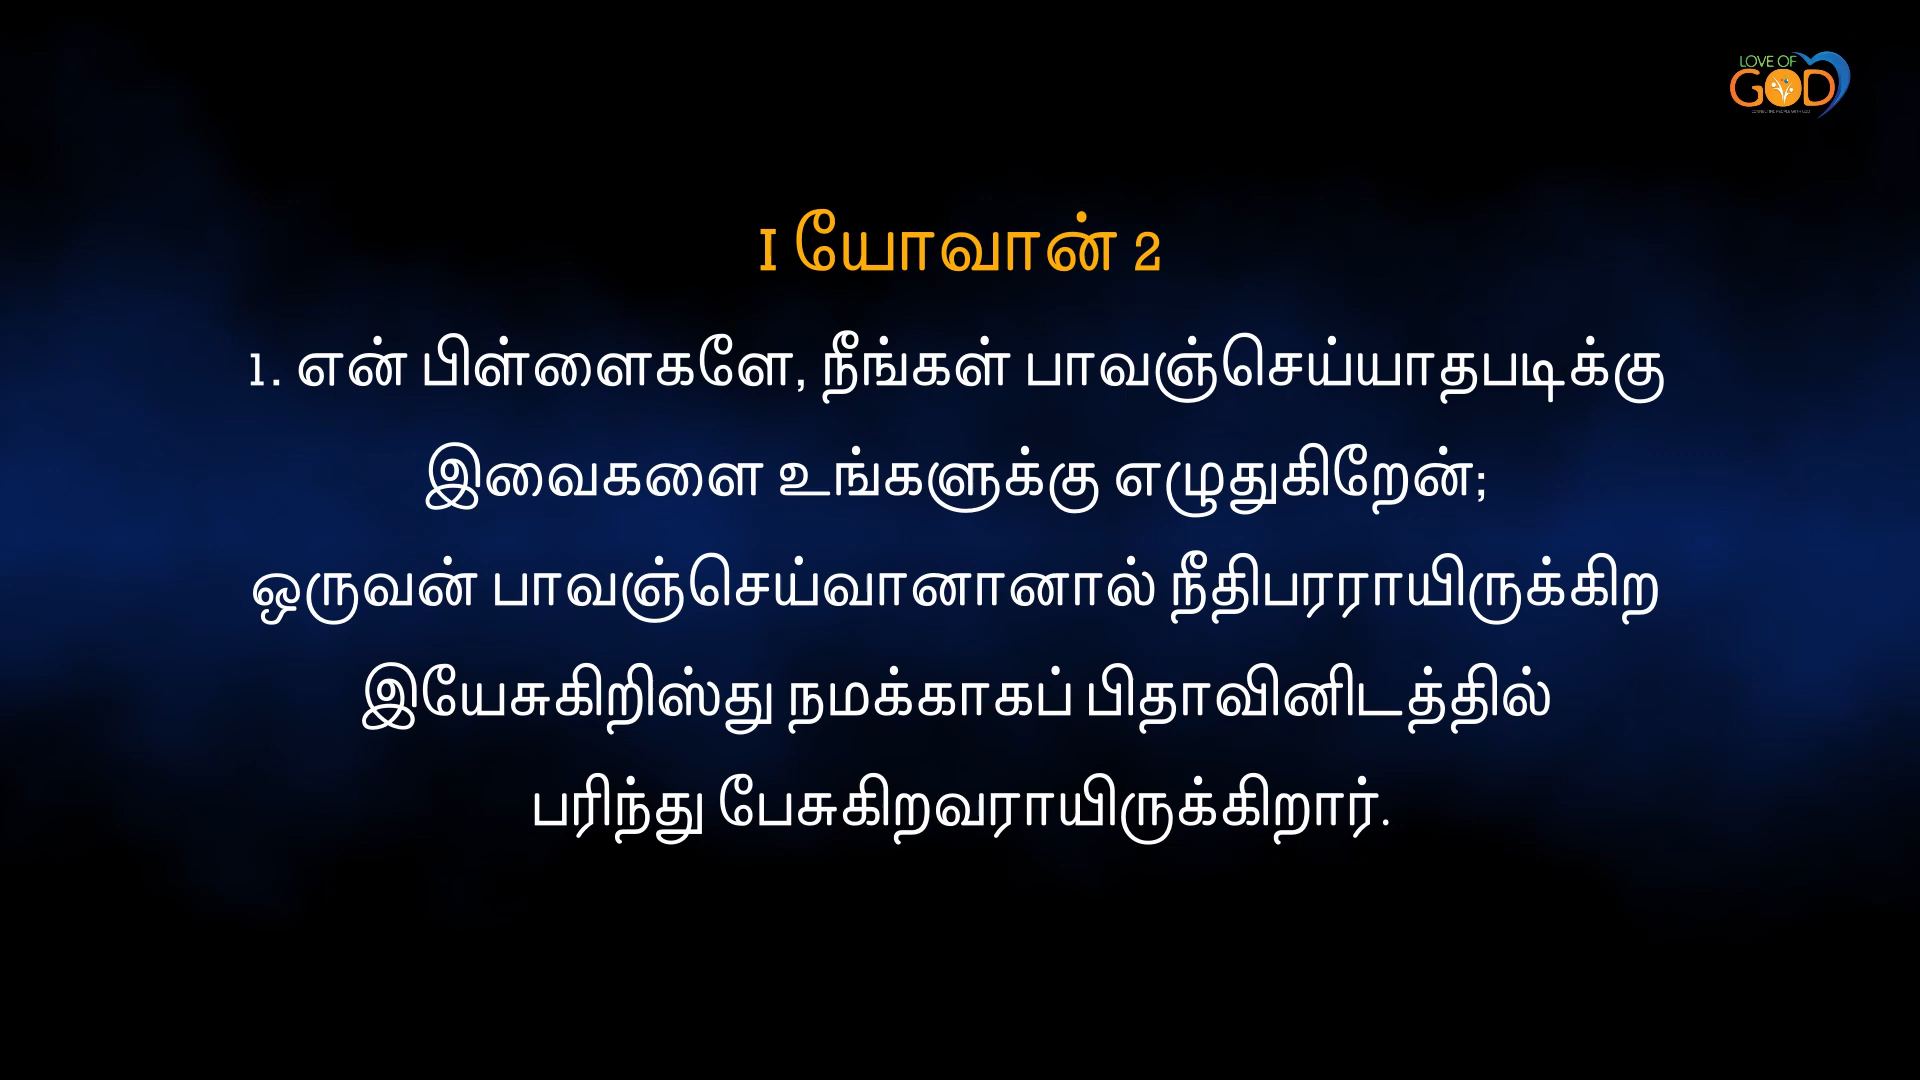 LOVE OF
GOD
I யோவான் 2
1. என் பிள்ளைகளே, நீங்கள் பாவஞ்செய்யாதபடிக்கு
இவைகளை உங்களுக்கு எழுதுகிறேன்;
ஒருவன் பாவஞ்செய்வானானால் நீதிபரராயிருக்கிற
இயேசுகிறிஸ்து நமக்காகப் பிதாவினிடத்தில்
பரிந்து பேசுகிறவராயிருக்கிறார்.